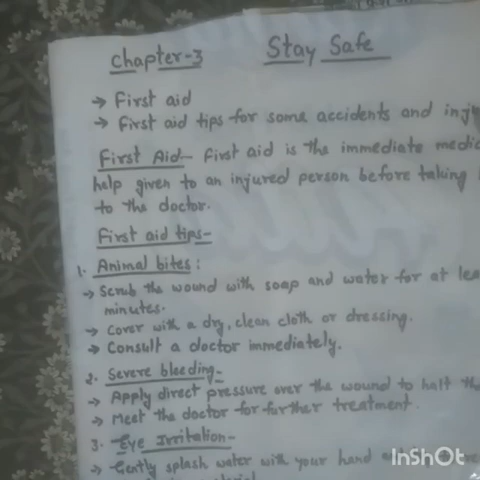 Chapter-3 Stay Safe
→ First aid
→ First aid tips for some accidents and
First Aid- First aid is the immediate
help given to an injured person before taking
to the doctor.
First aid tips-
1. Animal bites:
→ Scrub the wound with soap and water for at
minutes.
→ Cover with a dry, clean cloth or dressing.
→ Consult a doctor immediately.
2. Severe bleeding-
→ Apply direct pressure over the wound to halt
→ Meet the doctor for further treatment.
3. Eye Irritation-
→ Gently splash water with your hand
InShOt